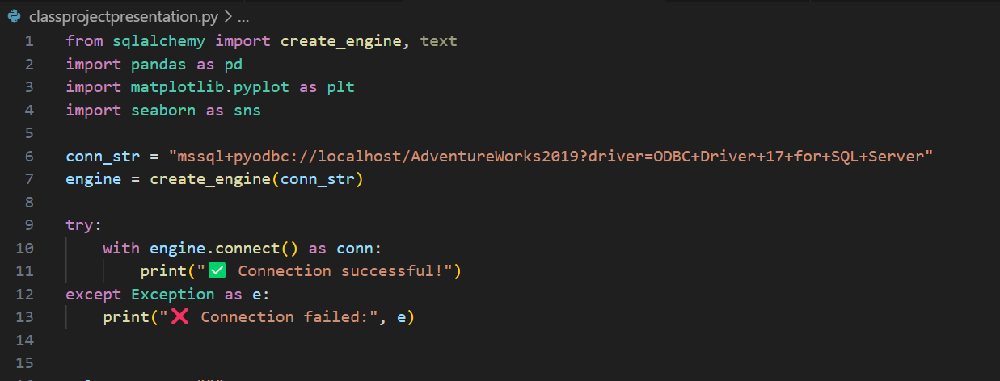 classprojectpresentation.py > ...
1 from sqlalchemy import create_engine, text
2 import pandas as pd
3 import matplotlib.pyplot as plt
4 import seaborn as sns
5
6 conn_str = "mssql+pyodbc://localhost/AdventureWorks2019?driver=ODBC+Driver+17+for+SQL+Server"
7 engine = create_engine(conn_str)
8
9 try:
10     with engine.connect() as conn:
11         print("✅ Connection successful!")
12 except Exception as e:
13     print("❌ Connection failed:", e)
14
15